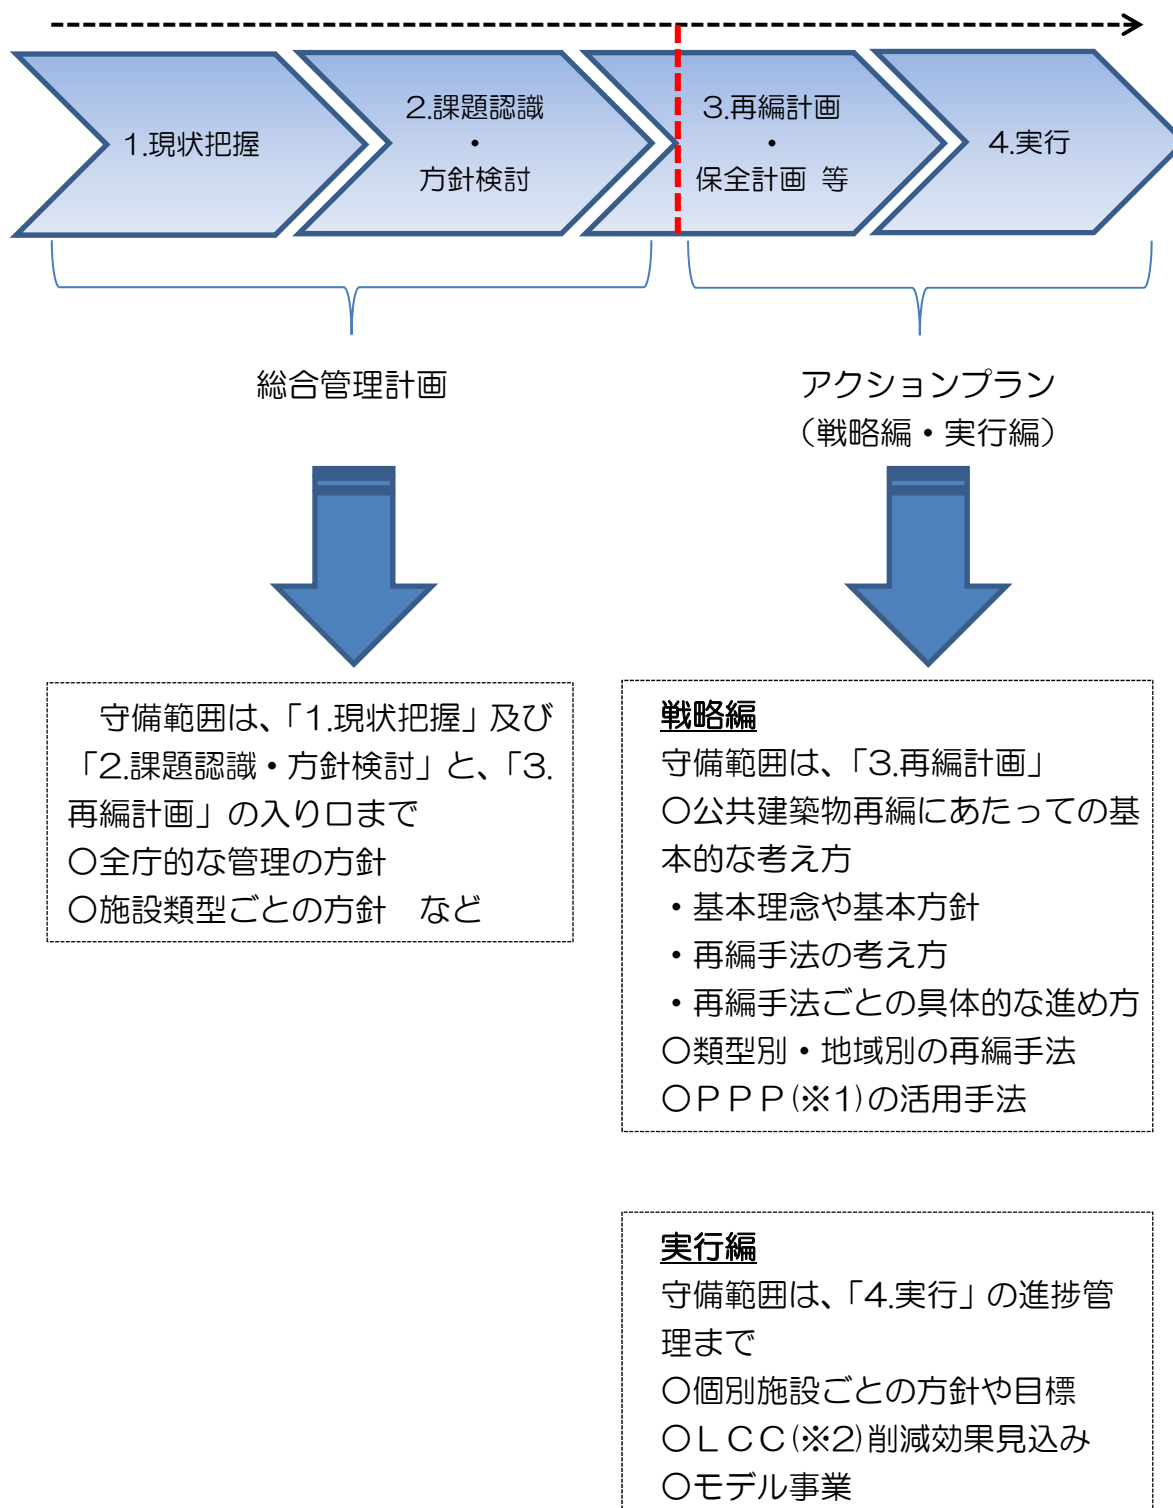 1.現状把握
2.課題認識
・
方針検討
3.再編計画
・
保全計画 等
4.実行
総合管理計画
アクションプラン
（戦略編・実行編）
守備範囲は、「1.現状把握」及び
「2.課題認識・方針検討」と、「3.
再編計画」の入り口まで
○全庁的な管理の方針
○施設類型ごとの方針　など
戦略編
守備範囲は、「3.再編計画」
○公共建築物再編にあたっての基
本的な考え方
・基本理念や基本方針
・再編手法の考え方
・再編手法ごとの具体的な進め方
○類型別・地域別の再編手法
○ＰＰＰ(※1)の活用手法
実行編
守備範囲は、「4.実行」の進捗管
理まで
○個別施設ごとの方針や目標
○ＬＣＣ(※2)削減効果見込み
○モデル事業